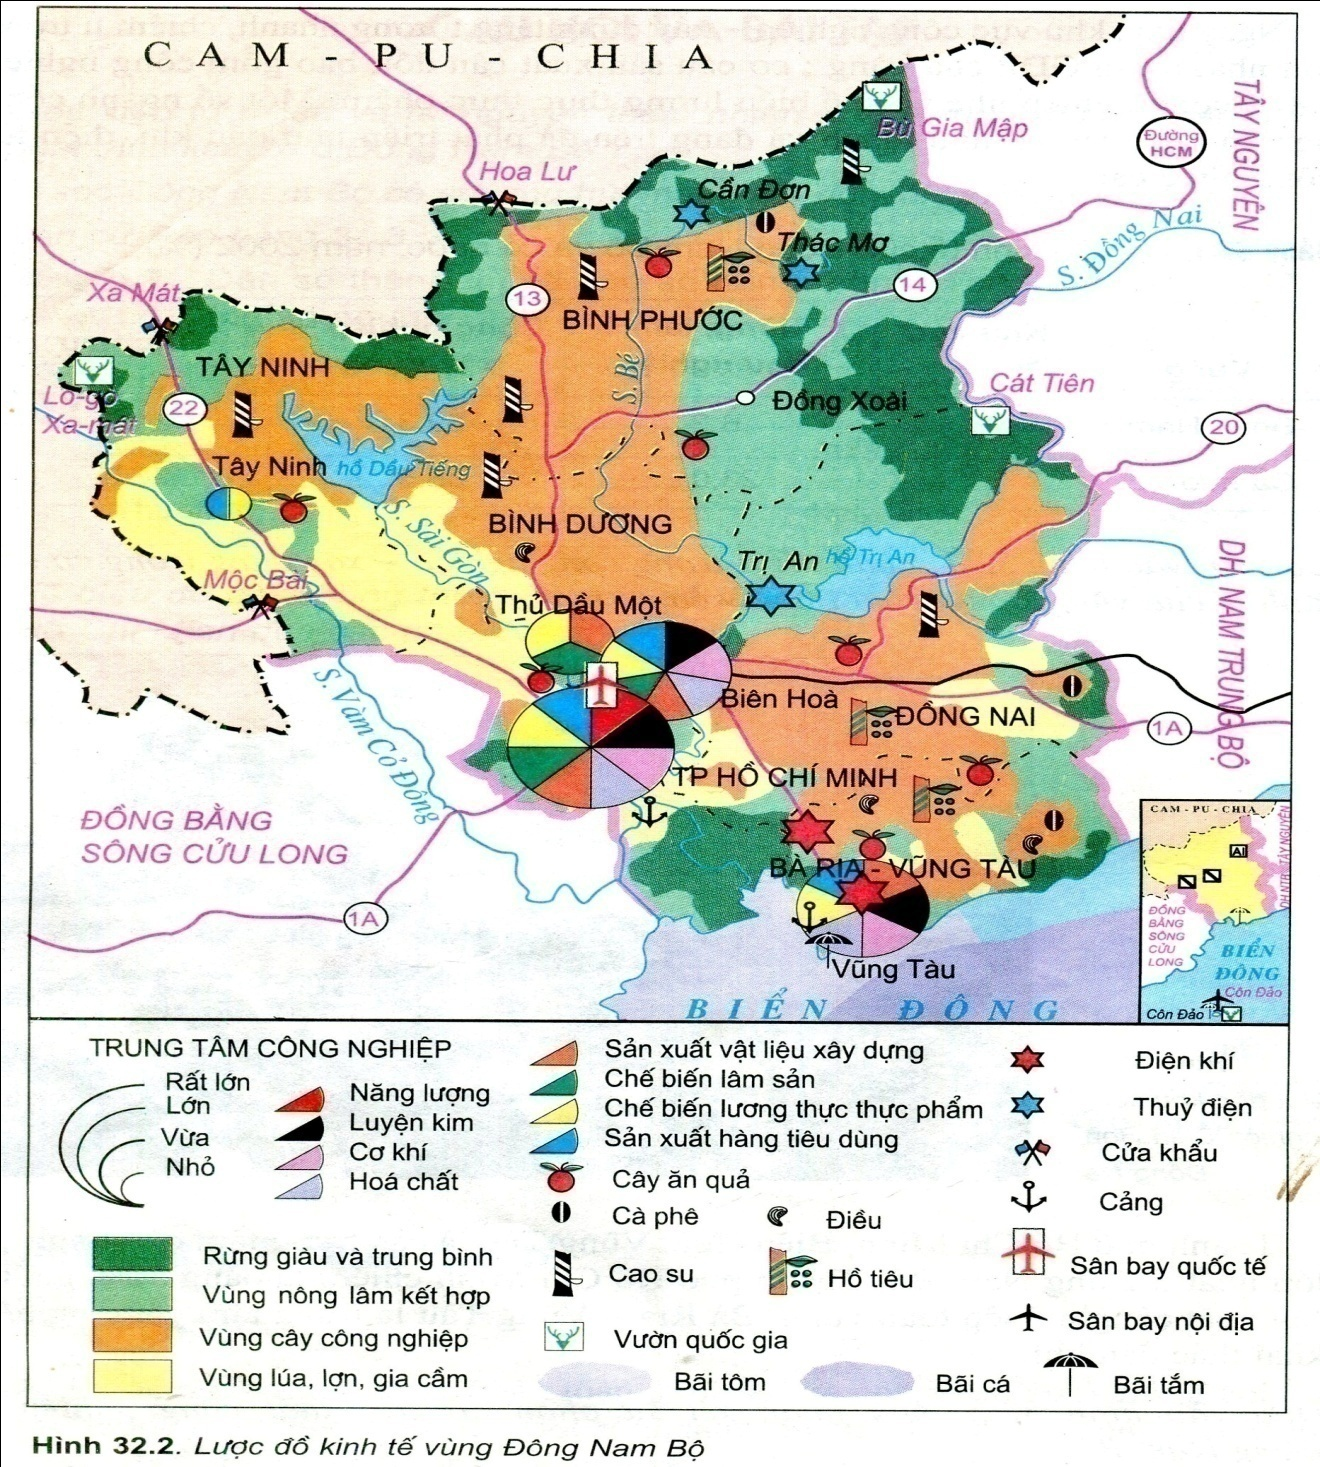 CAM - PU - CHIA
TÂY NGUYÊN
Đường
HCM
Bù Gia Mập
Hoa Lư
Cần Đơn
Thác Mơ
S. Đồng Nai
14
13
Xa Mát
BÌNH PHƯỚC
S. Bé
TÂY NINH
Cát Tiên
Lò-gò
Xa-mát
22
Đồng Xoài
20
Tây Ninh
hồ Dầu Tiếng
S. Sài Gòn
BÌNH DƯƠNG
Trị An
hồ Trị An
DH. NAM TRUNG BỘ
Mộc Bài
Thủ Dầu Một
S. Vàm Cỏ Đông
Biên Hoà
ĐỒNG NAI
1A
TP HỒ CHÍ MINH
ĐỒNG BẰNG
SÔNG CỬU LONG
BÀ RỊA - VŨNG TÀU
1A
Vũng Tàu
BIỂN ĐÔNG
CAM - PU - CHIA
TÂY NGUYÊN
DH NTB
Al
ĐỒNG
BẰNG
SÔNG
CỬU
LONG
BIỂN
ĐÔNG
Côn Đảo
Côn Đảo
TRUNG TÂM CÔNG NGHIỆP
Rất lớn
Lớn
Vừa
Nhỏ
Năng lượng
Luyện kim
Cơ khí
Hoá chất
Sản xuất vật liệu xây dựng
Chế biến lâm sản
Chế biến lương thực thực phẩm
Sản xuất hàng tiêu dùng
Cây ăn quả
Cà phê
Điều
Cao su
Hồ tiêu
Vườn quốc gia
Bãi tôm
Bãi cá
Điện khí
Thuỷ điện
Cửa khẩu
Cảng
Sân bay quốc tế
Sân bay nội địa
Bãi tắm
Rừng giàu và trung bình
Vùng nông lâm kết hợp
Vùng cây công nghiệp
Vùng lúa, lợn, gia cầm
Hình 32.2. Lược đồ kinh tế vùng Đông Nam Bộ